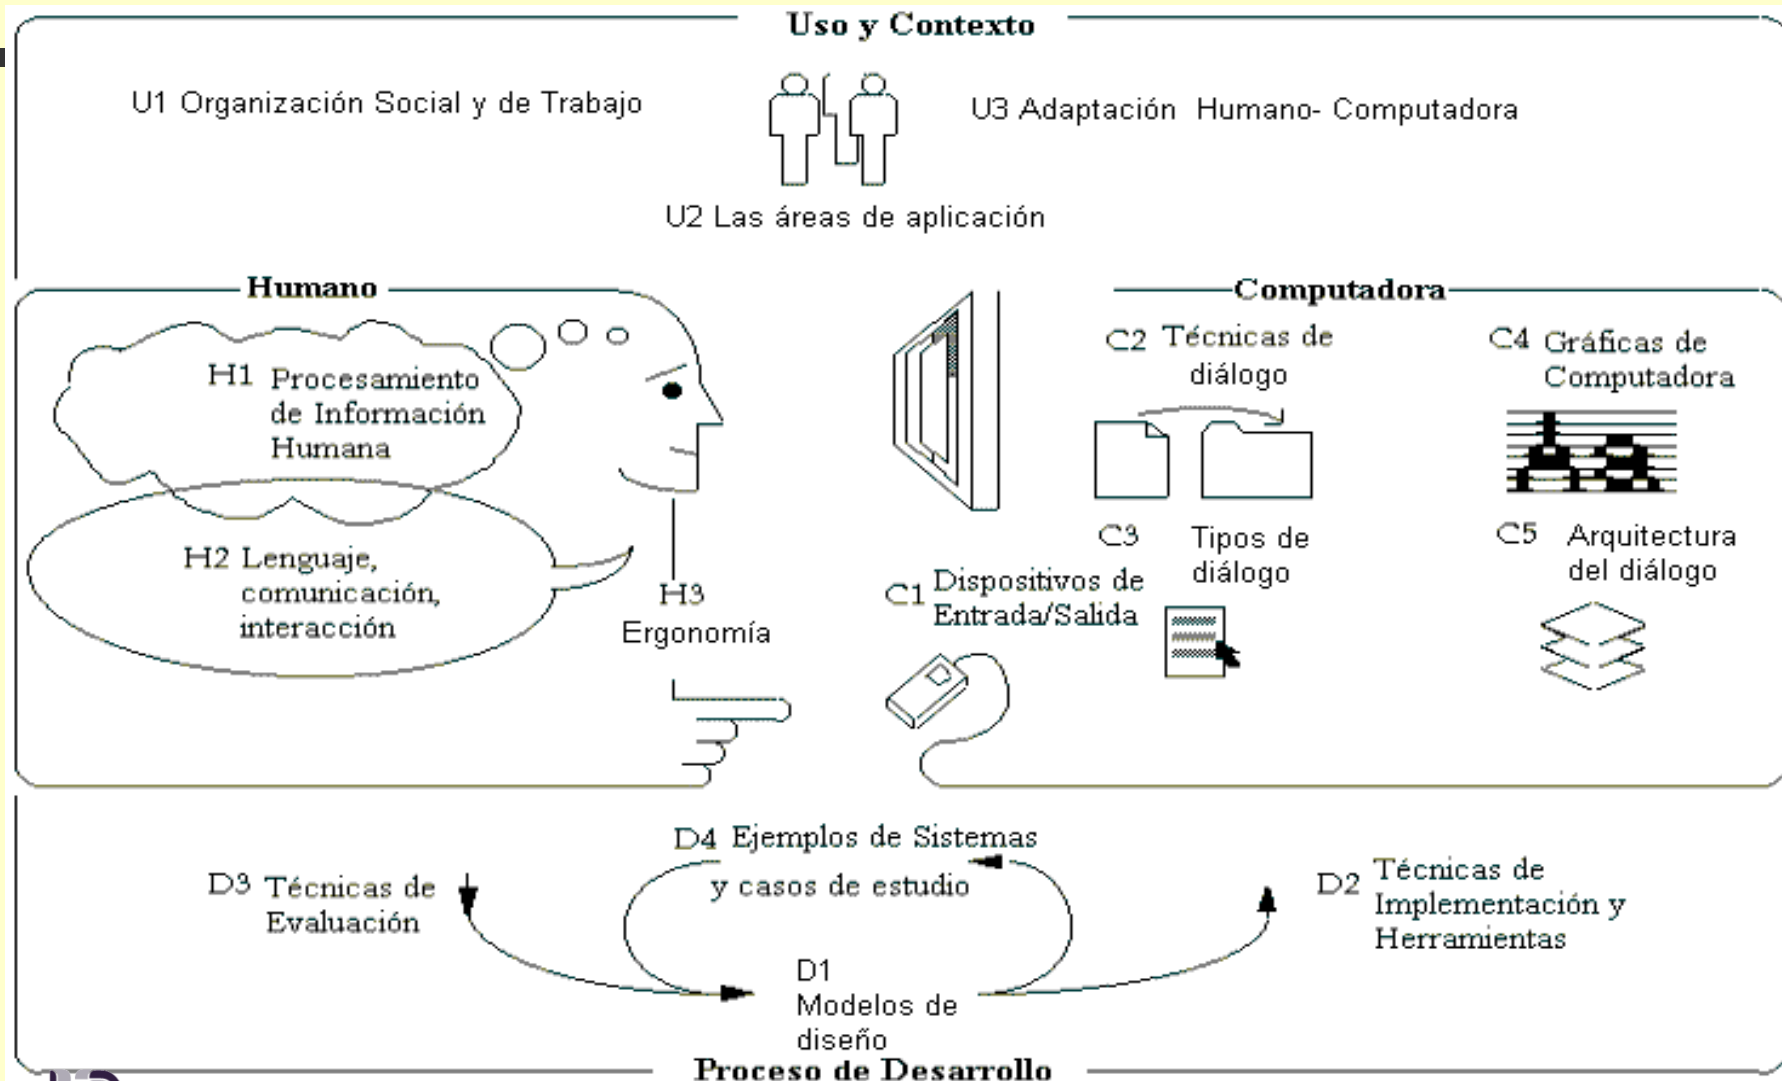 Uso y Contexto
U1 Organización Social y de Trabajo
U3 Adaptación Humano- Computadora
U2 Las áreas de aplicación
Humano
H1 Procesamiento
de Información
Humana
H2 Lenguaje,
comunicación,
interacción
H3
Ergonomía
Computadora
C2 Técnicas de
diálogo
C4 Gráficas de
Computadora
C3 Tipos de
diálogo
C5 Arquitectura
del diálogo
C1 Dispositivos de
Entrada/Salida
D4 Ejemplos de Sistemas
y casos de estudio
D3 Técnicas de
Evaluación
D2 Técnicas de
Implementación y
Herramientas
D1
Modelos de
diseño
Proceso de Desarrollo